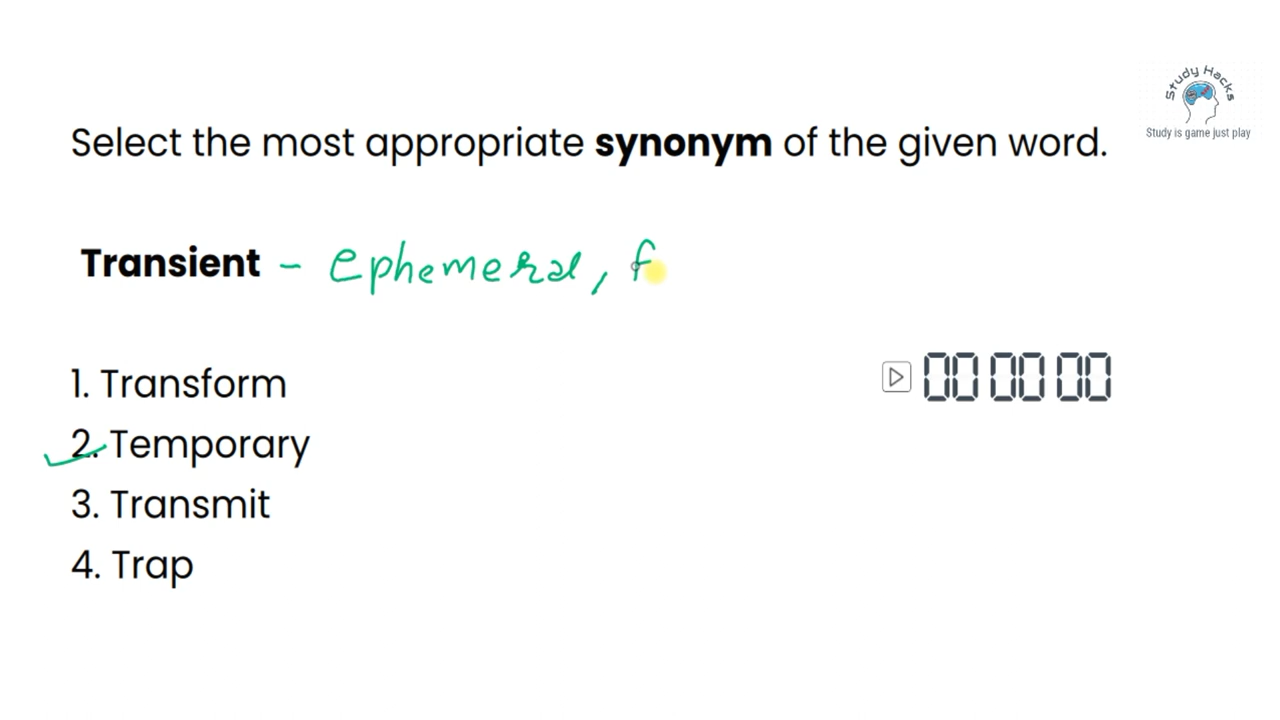 Study Hacks
Study is game just play
Select the most appropriate synonym of the given word.
Transient - ephemeral, f
1. Transform
00 00 00
2. Temporary
3. Transmit
4. Trap